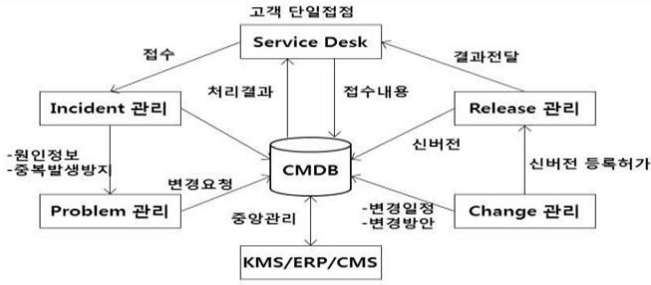 고객 단일접점
Service Desk
접수
결과전달
처리결과
접수내용
Incident 관리
Release 관리
-원인정보
-중복발생방지
CMDB
신버전
신버전 등록허가
변경요청
Problem 관리
중앙관리
-변경일정
-변경방안
Change 관리
KMS/ERP/CMS